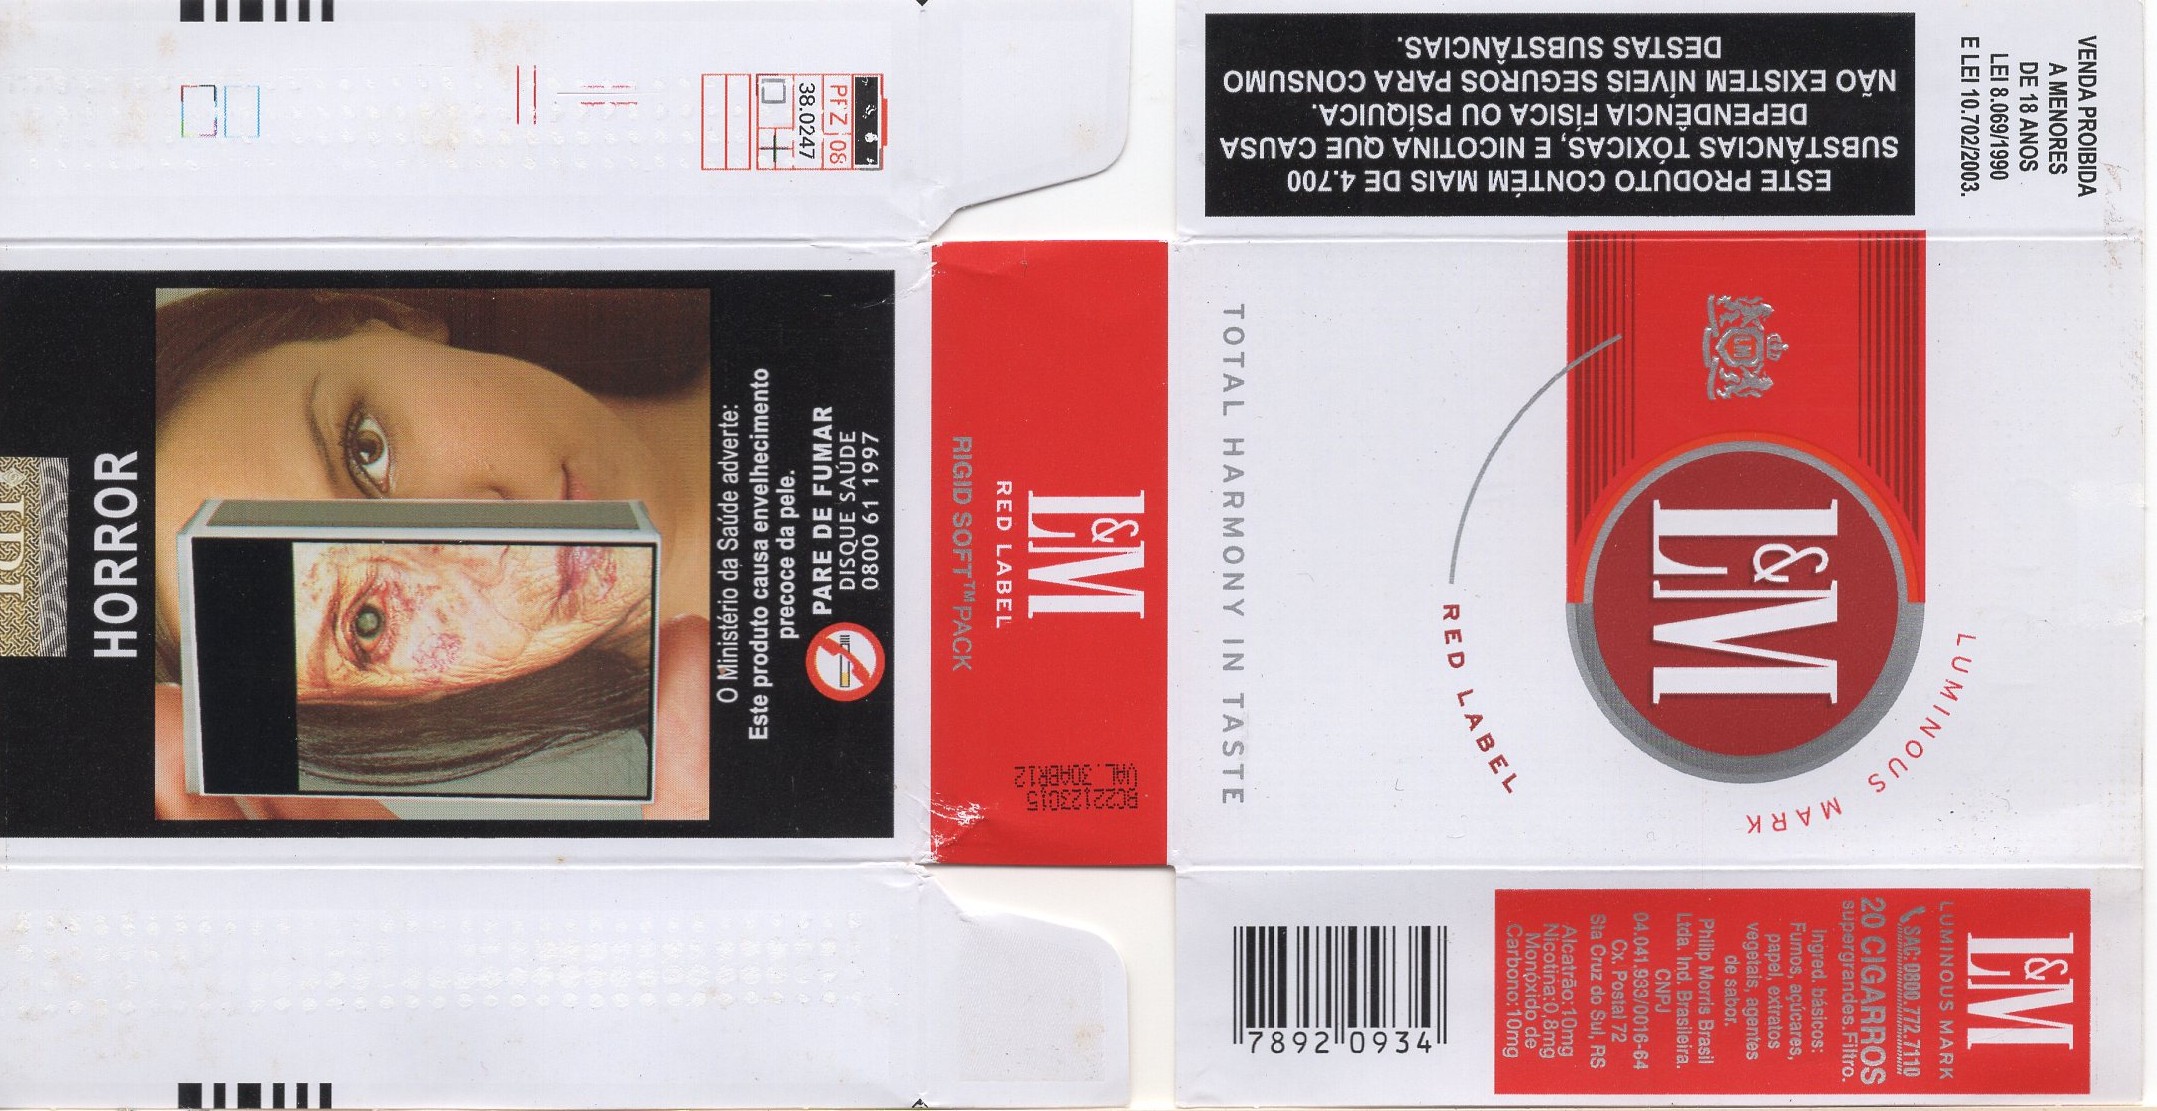 PFZ 08
38.0247
HORROR
O Ministério da Saúde adverte:
Este produto causa envelhecimento
precoce da pele.
PARE DE FUMAR
DISQUE SAÚDE
0800 61 1997
L&M
RED LABEL
RIGID SOFT™ PACK
RC22123015
VAL. 30ABR12
ESTE PRODUTO CONTÉM MAIS DE 4.700
SUBSTÂNCIAS TÓXICAS, E NICOTINA QUE CAUSA
DEPENDÊNCIA FÍSICA OU PSÍQUICA.
NÃO EXISTEM NÍVEIS SEGUROS PARA CONSUMO
DESTAS SUBSTÂNCIAS.
VENDA PROIBIDA
A MENORES
DE 18 ANOS
LEI 8.069/1990
E LEI 10.702/2003.
LM
L&M
LUMINOUS MARK
RED LABEL
TOTAL HARMONY IN TASTE
L&M
LUMINOUS MARK
SAC: 0800.772.7110
20 CIGARROS
supergrandes.Filtro.
Ingred. básicos:
Fumos, açúcares,
papel, extratos
vegetais, agentes
de sabor.
Philip Morris Brasil
Ltda. Ind. Brasileira.
CNPJ
04.041.933/0016-64
Cx. Postal 72
Sta Cruz do Sul, RS
Alcatrão:10mg
Nicotina:0,8mg
Monóxido de
Carbono:10mg
7892 0934